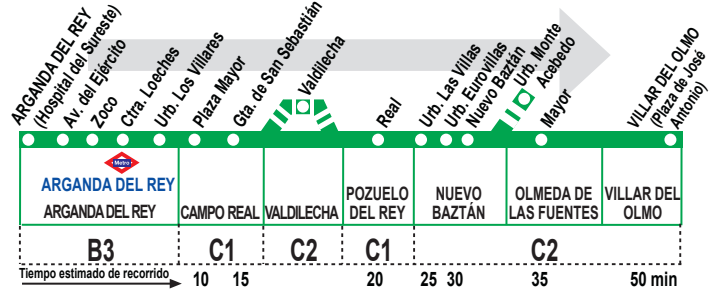 ARGANDA DEL REY
(Hospital del Sureste)
Av. del Ejército
Zoco
Ctra. Loeches
Urb. Los Villares
Plaza Mayor
Gta. de San Sebastián
Valdilecha
Real
Urb. Las Villas
Urb. Eurovillas
Nuevo Baztán
Urb. Monte
Acebedo
Mayor
VILLAR DEL OLMO
(Plaza de José
Antonio)
Metro
ARGANDA DEL REY
ARGANDA DEL REY
CAMPO REAL
VALDILECHA
POZUELO
DEL REY
NUEVO
BAZTÁN
OLMEDA DE
LAS FUENTES
VILLAR DEL
OLMO
B3 C1 C2 C1 C2
Tiempo estimado de recorrido 10 15 20 25 30 35 50 min